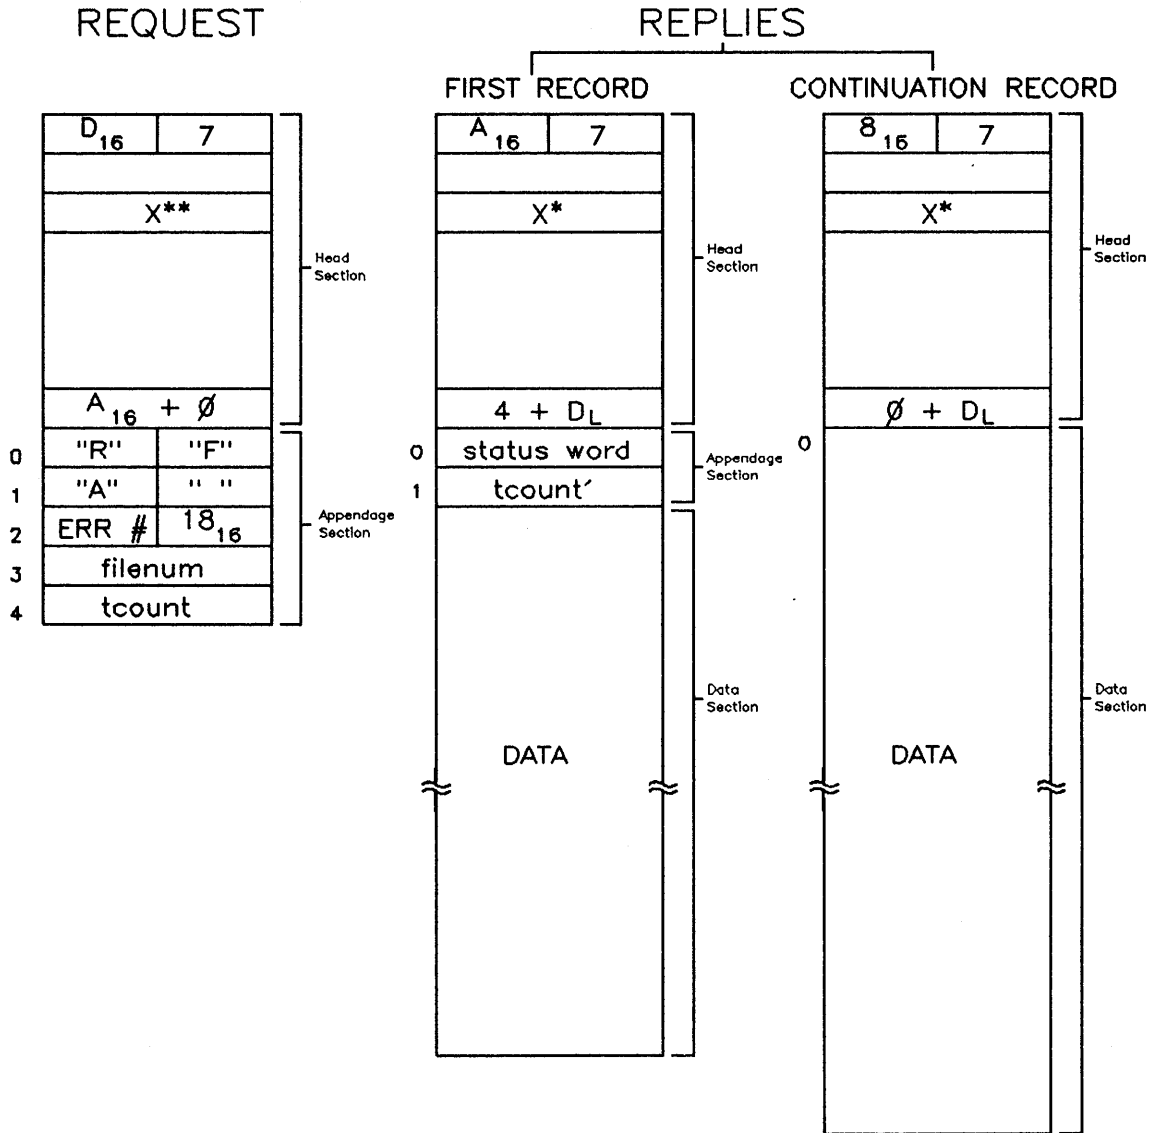 REQUEST
REPLIES
FIRST RECORD
CONTINUATION RECORD
D₁₆ 7
X**
Head
Section
A₁₆ + Ø
0 "R" "F"
1 "A" " "
2 ERR # 18₁₆
3 filenum
4 tcount
Appendage
Section
A₁₆ 7
X*
Head
Section
4 + D_L
0 status word
1 tcount′
Appendage
Section
DATA
Data
Section
8₁₆ 7
X*
Head
Section
Ø + D_L
0
DATA
Data
Section